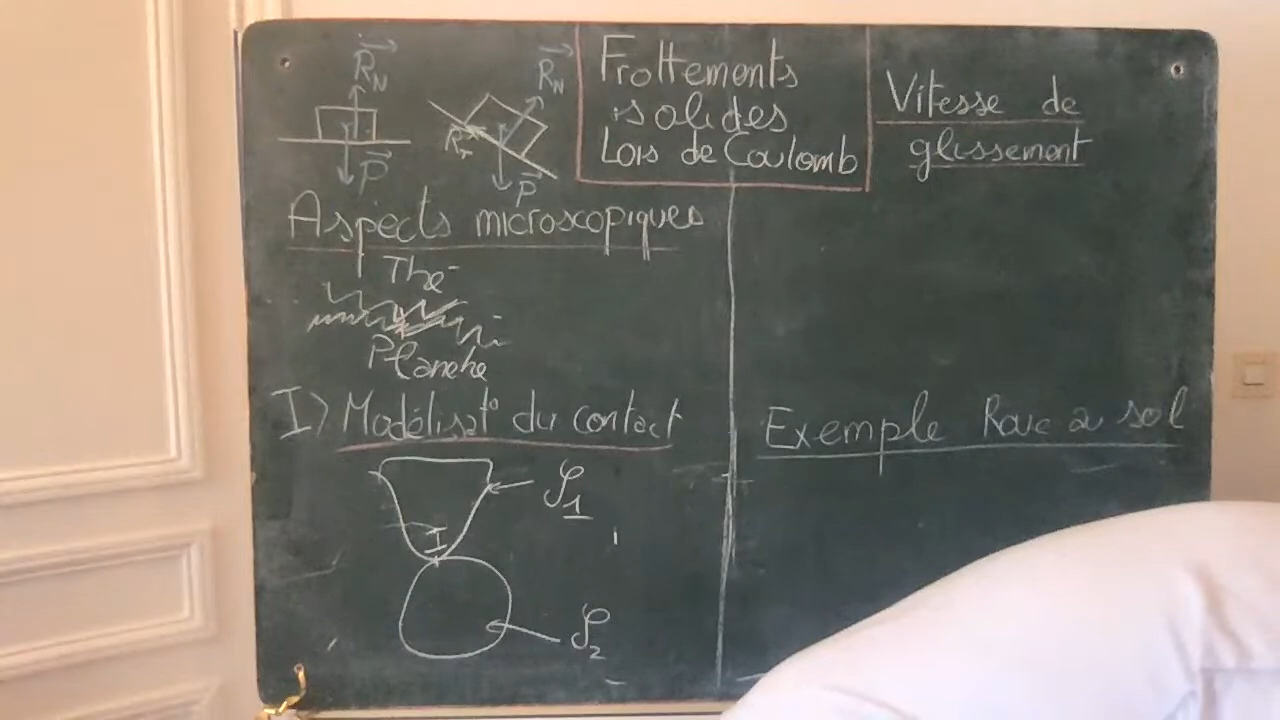 Frottements
solides
Lois de Coulomb
R_N
P
R_N
R_T
P
Aspects microscopiques
Thé
Planche
I) Modélisat° du contact
I
S_1
S_2
Vitesse de
glissement
Exemple Roue au sol